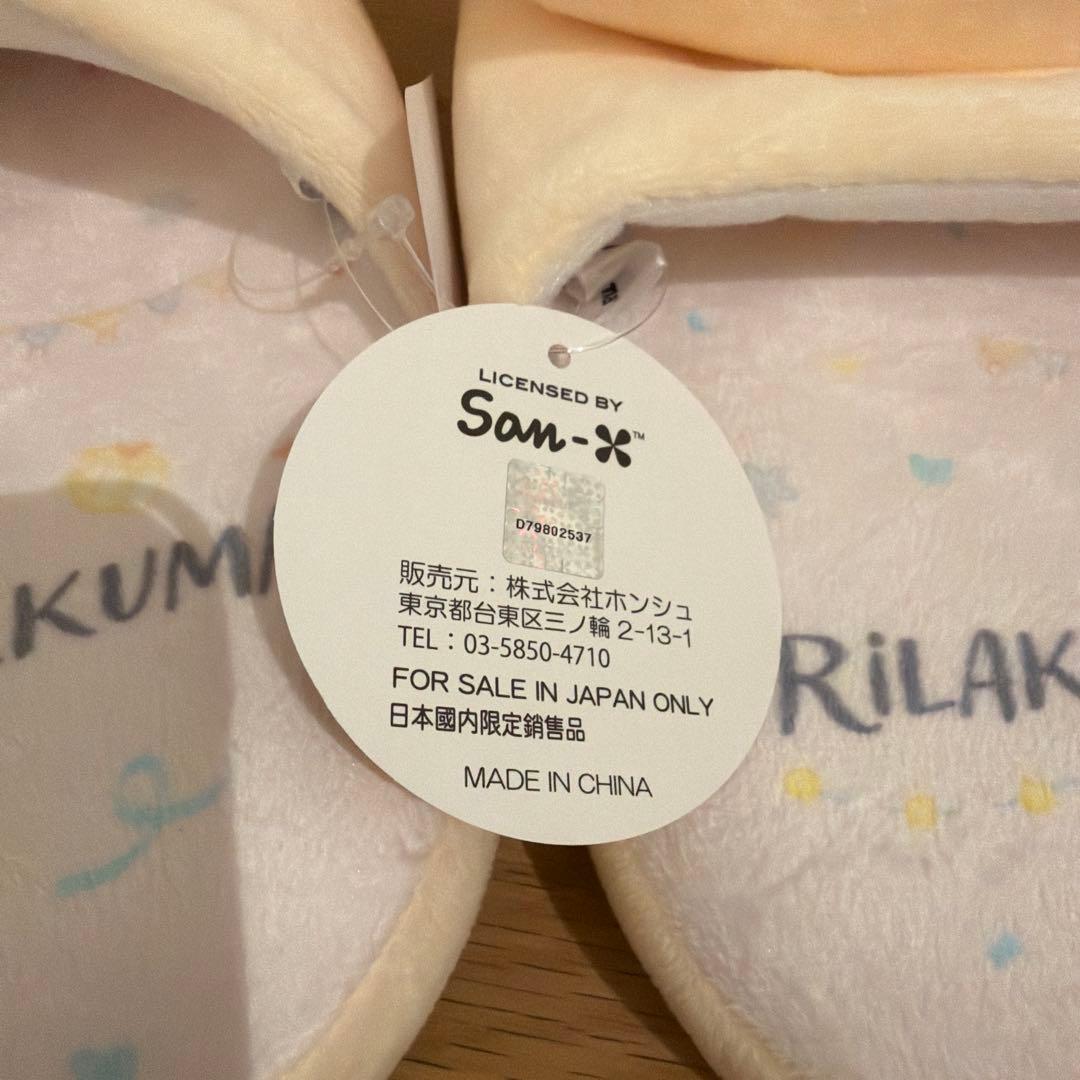 LICENSED BY
San-X™
D79802537
販売元：株式会社ホンシュ
東京都台東区三ノ輪 2-13-1
TEL：03-5850-4710
FOR SALE IN JAPAN ONLY
日本國内限定銷售品
MADE IN CHINA
KUMA
RiLAK